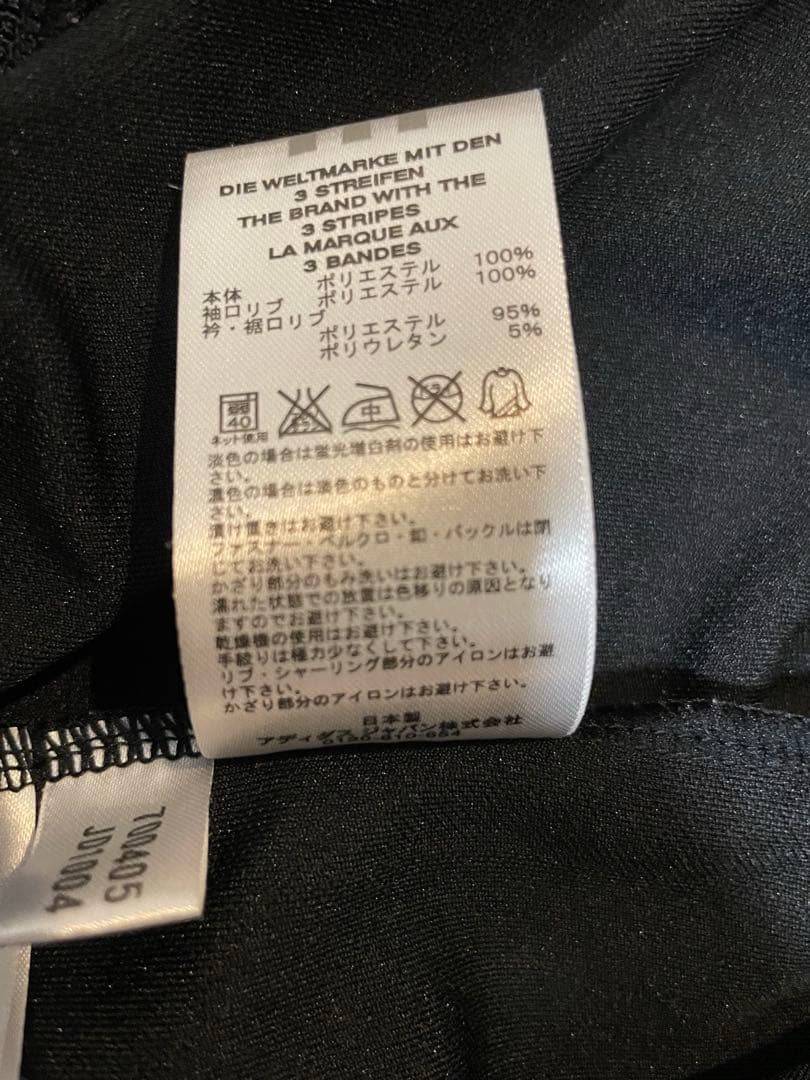 DIE WELTMARKE MIT DEN
3 STREIFEN
THE BRAND WITH THE
3 STRIPES
LA MARQUE AUX
3 BANDES
本体 ポリエステル 100%
袖口リブ ポリエステル 100%
衿・裾口リブ
ポリエステル 95%
ポリウレタン 5%
弱
40
中
ネット使用
淡色の場合は蛍光増白剤の使用はお避け下
さい。
濃色の場合は淡色のものと分けてお洗い下
さい。
漬け置きはお避け下さい。
ファスナー・ベルクロ・釦・バックルは閉
じてお洗い下さい。
かざり部分のもみ洗いはお避け下さい。
濡れた状態での放置は色移りの原因となり
ますのでお避け下さい。
乾燥機の使用はお避け下さい。
手絞りは極力少なくして下さい。
リブ・シャーリング部分のアイロンはお避
け下さい。
かざり部分のアイロンはお避け下さい。
日本製
アディダス ジャパン株式会社
0120-810-654
700405
J01004